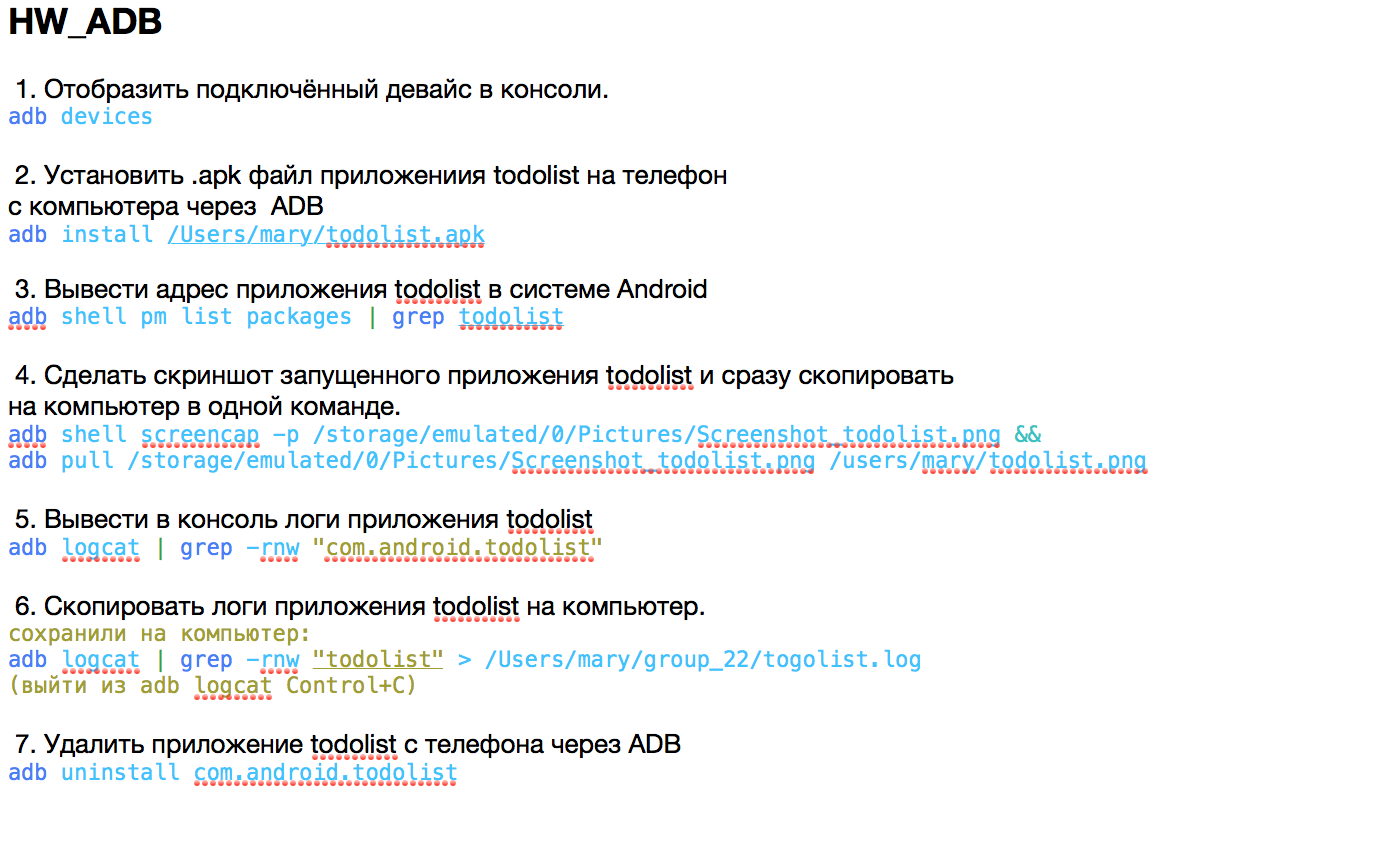 HW_ADB
1. Отобразить подключённый девайс в консоли.
adb devices
2. Установить .apk файл приложениия todolist на телефон
с компьютера через  ADB
adb install /Users/mary/todolist.apk
3. Вывести адрес приложения todolist в системе Android
adb shell pm list packages | grep todolist
4. Сделать скриншот запущенного приложения todolist и сразу скопировать
на компьютер в одной команде.
adb shell screencap -p /storage/emulated/0/Pictures/Screenshot_todolist.png &&
adb pull /storage/emulated/0/Pictures/Screenshot_todolist.png /users/mary/todolist.png
5. Вывести в консоль логи приложения todolist
adb logcat | grep -rnw "com.android.todolist"
6. Скопировать логи приложения todolist на компьютер.
сохранили на компьютер:
adb logcat | grep -rnw "todolist" > /Users/mary/group_22/togolist.log
(выйти из adb logcat Control+C)
7. Удалить приложение todolist с телефона через ADB
adb uninstall com.android.todolist